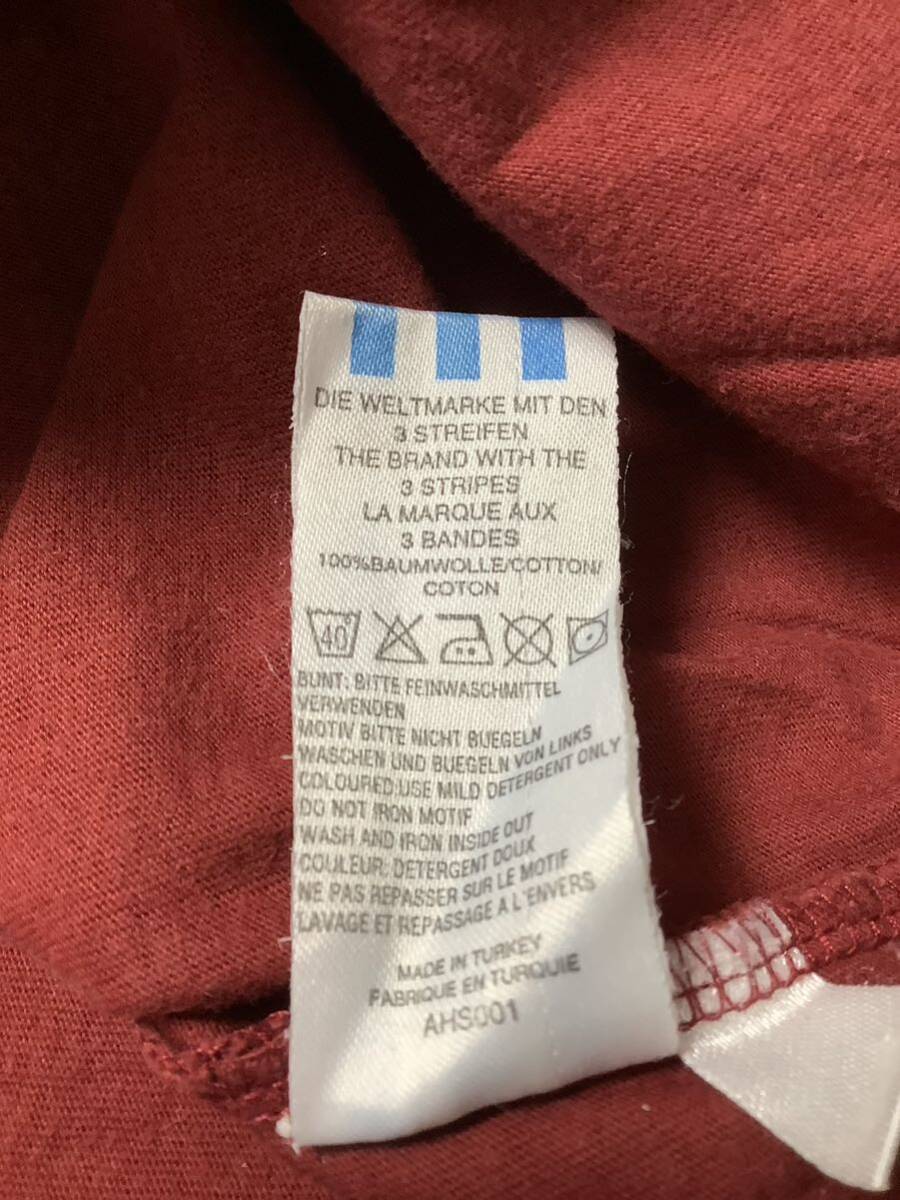 DIE WELTMARKE MIT DEN
3 STREIFEN
THE BRAND WITH THE
3 STRIPES
LA MARQUE AUX
3 BANDES
100%BAUMWOLLE/COTTON/
COTON
40°
BUNT: BITTE FEINWASCHMITTEL
VERWENDEN
MOTIV BITTE NICHT BUEGELN
WASCHEN UND BUEGELN VON LINKS
COLOURED:USE MILD DETERGENT ONLY
DO NOT IRON MOTIF
WASH AND IRON INSIDE OUT
COULEUR: DETERGENT DOUX
NE PAS REPASSER SUR LE MOTIF
LAVAGE ET REPASSAGE A L'ENVERS
MADE IN TURKEY
FABRIQUE EN TURQUIE
AHS001